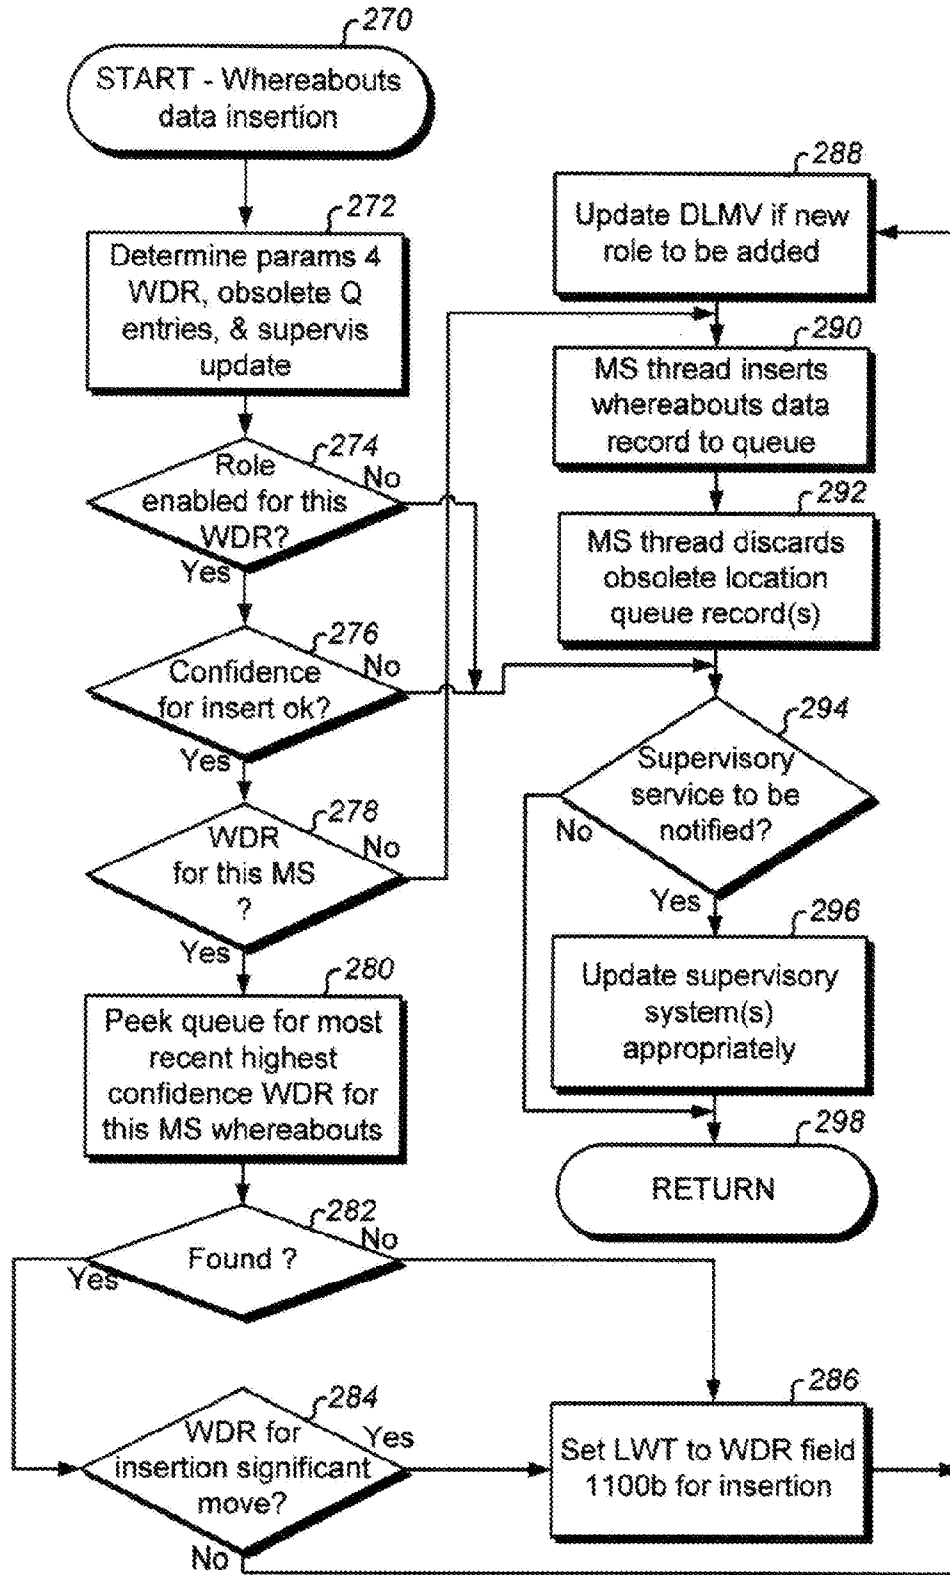 270
START - Whereabouts
data insertion
272
Determine params 4
WDR, obsolete Q
entries, & supervis
update
274
Role
enabled for this
WDR?
No
Yes
276
Confidence
for insert ok?
No
Yes
278
WDR
for this MS
?
No
Yes
280
Peek queue for most
recent highest
confidence WDR for
this MS whereabouts
282
Found ?
No
Yes
284
WDR for
insertion significant
move?
Yes
No
286
Set LWT to WDR field
1100b for insertion
288
Update DLMV if new
role to be added
290
MS thread inserts
whereabouts data
record to queue
292
MS thread discards
obsolete location
queue record(s)
294
Supervisory
service to be
notified?
No
Yes
296
Update supervisory
system(s)
appropriately
298
RETURN